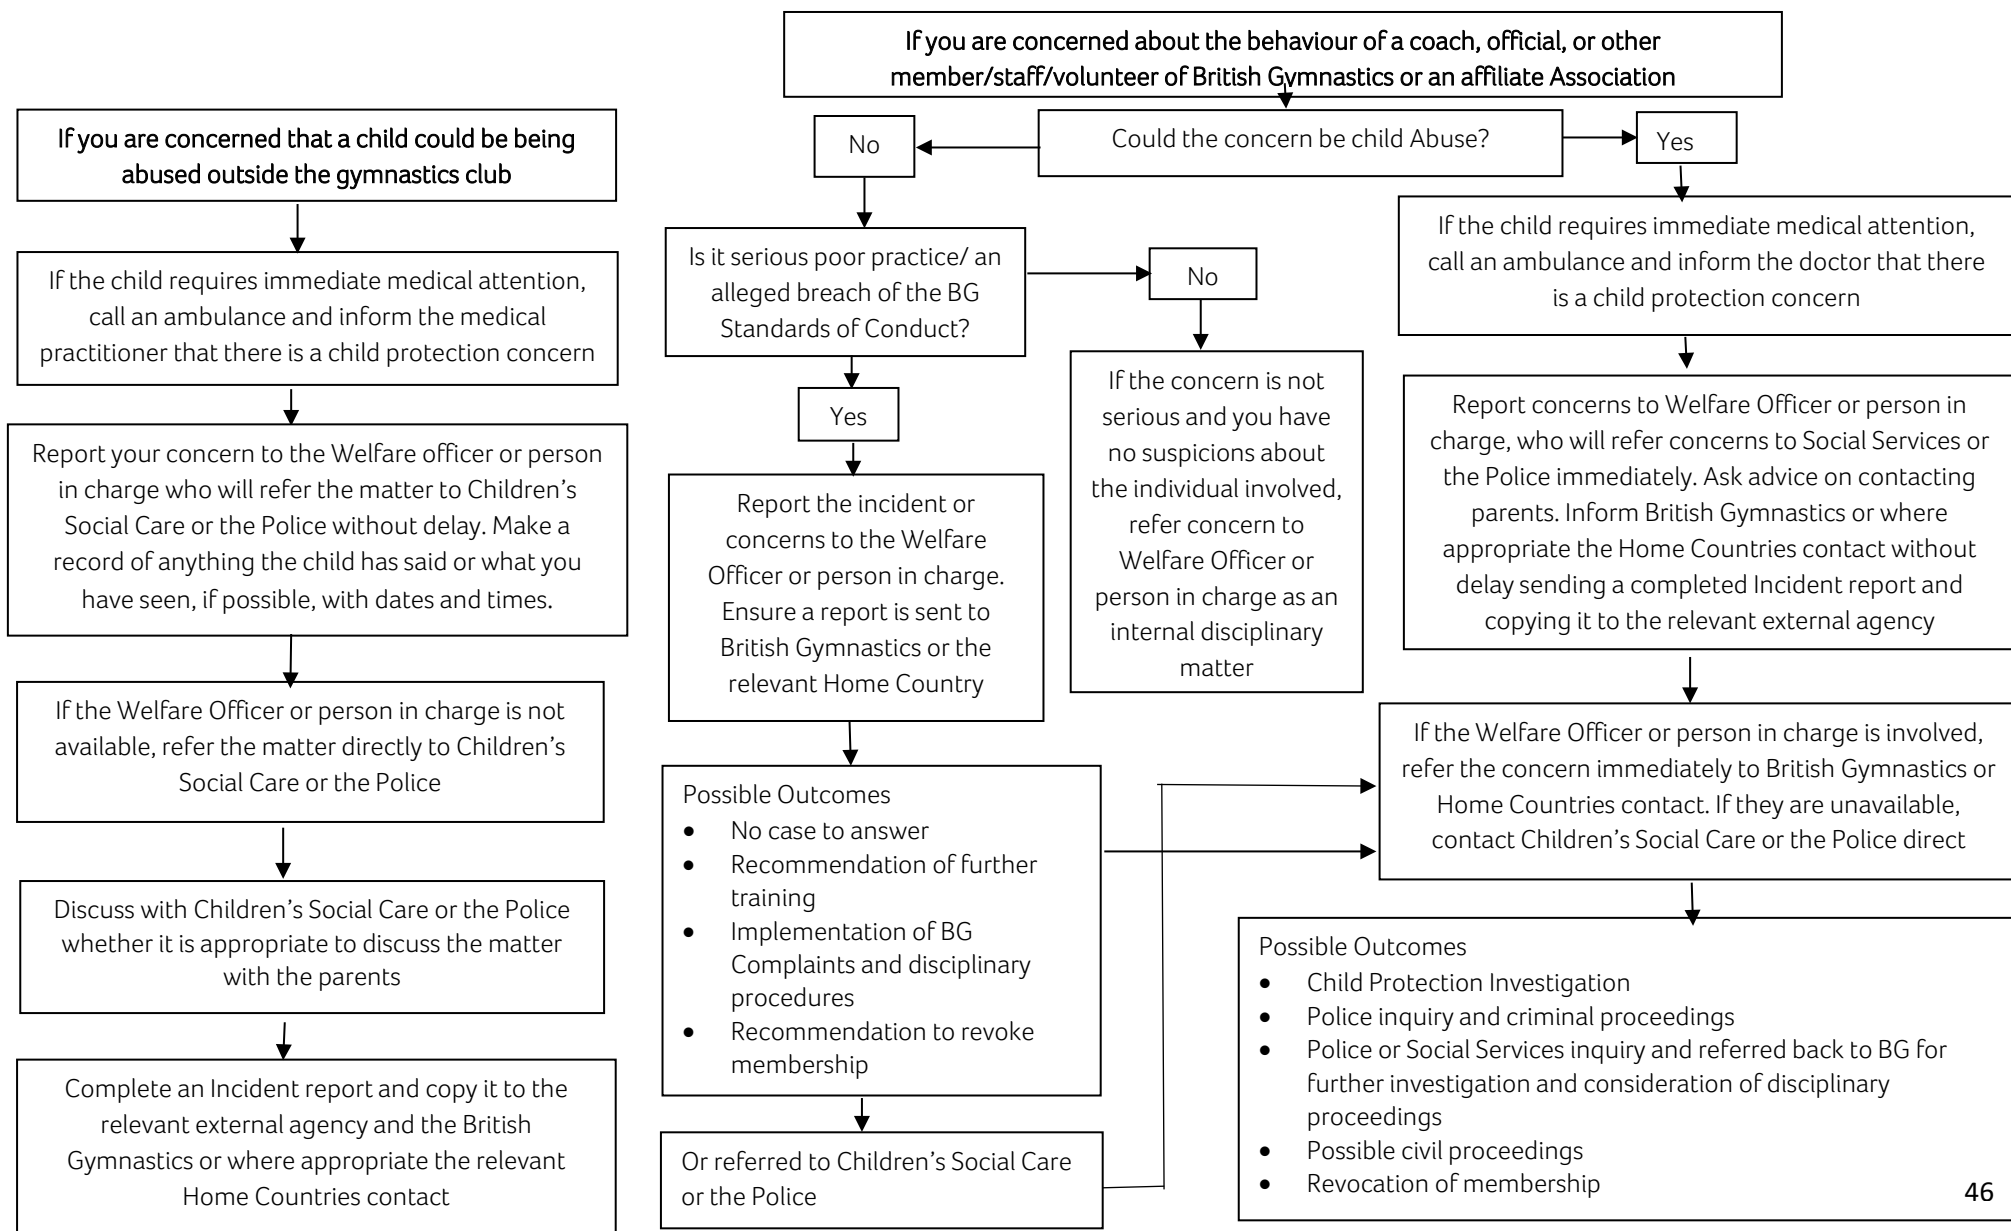 If you are concerned that a child could be being
abused outside the gymnastics club
If the child requires immediate medical attention,
call an ambulance and inform the medical
practitioner that there is a child protection concern
Report your concern to the Welfare officer or person
in charge who will refer the matter to Children’s
Social Care or the Police without delay. Make a
record of anything the child has said or what you
have seen, if possible, with dates and times.
If the Welfare Officer or person in charge is not
available, refer the matter directly to Children’s
Social Care or the Police
Discuss with Children’s Social Care or the Police
whether it is appropriate to discuss the matter
with the parents
Complete an Incident report and copy it to the
relevant external agency and the British
Gymnastics or where appropriate the relevant
Home Countries contact
If you are concerned about the behaviour of a coach, official, or other
member/staff/volunteer of British Gymnastics or an affiliate Association
Could the concern be child Abuse?
No
Is it serious poor practice/ an
alleged breach of the BG
Standards of Conduct?
Yes
Report the incident or
concerns to the Welfare
Officer or person in charge.
Ensure a report is sent to
British Gymnastics or the
relevant Home Country
Possible Outcomes
• No case to answer
• Recommendation of further
training
• Implementation of BG
Complaints and disciplinary
procedures
• Recommendation to revoke
membership
Or referred to Children’s Social Care
or the Police
No
If the concern is not
serious and you have
no suspicions about
the individual involved,
refer concern to
Welfare Officer or
person in charge as an
internal disciplinary
matter
Yes
If the child requires immediate medical attention,
call an ambulance and inform the doctor that there
is a child protection concern
Report concerns to Welfare Officer or person in
charge, who will refer concerns to Social Services or
the Police immediately. Ask advice on contacting
parents. Inform British Gymnastics or where
appropriate the Home Countries contact without
delay sending a completed Incident report and
copying it to the relevant external agency
If the Welfare Officer or person in charge is involved,
refer the concern immediately to British Gymnastics or
Home Countries contact. If they are unavailable,
contact Children’s Social Care or the Police direct
Possible Outcomes
• Child Protection Investigation
• Police inquiry and criminal proceedings
• Police or Social Services inquiry and referred back to BG for
further investigation and consideration of disciplinary
proceedings
• Possible civil proceedings
• Revocation of membership
46